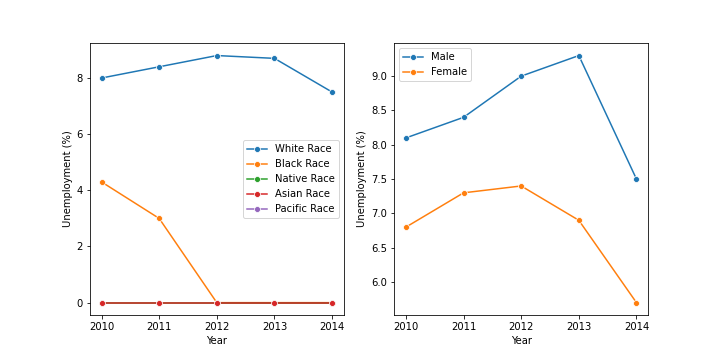 Unemployment (%)
8
6
4
2
0
2010 2011 2012 2013 2014
Year
White Race
Black Race
Native Race
Asian Race
Pacific Race
Unemployment (%)
9.0
8.5
8.0
7.5
7.0
6.5
6.0
2010 2011 2012 2013 2014
Year
Male
Female